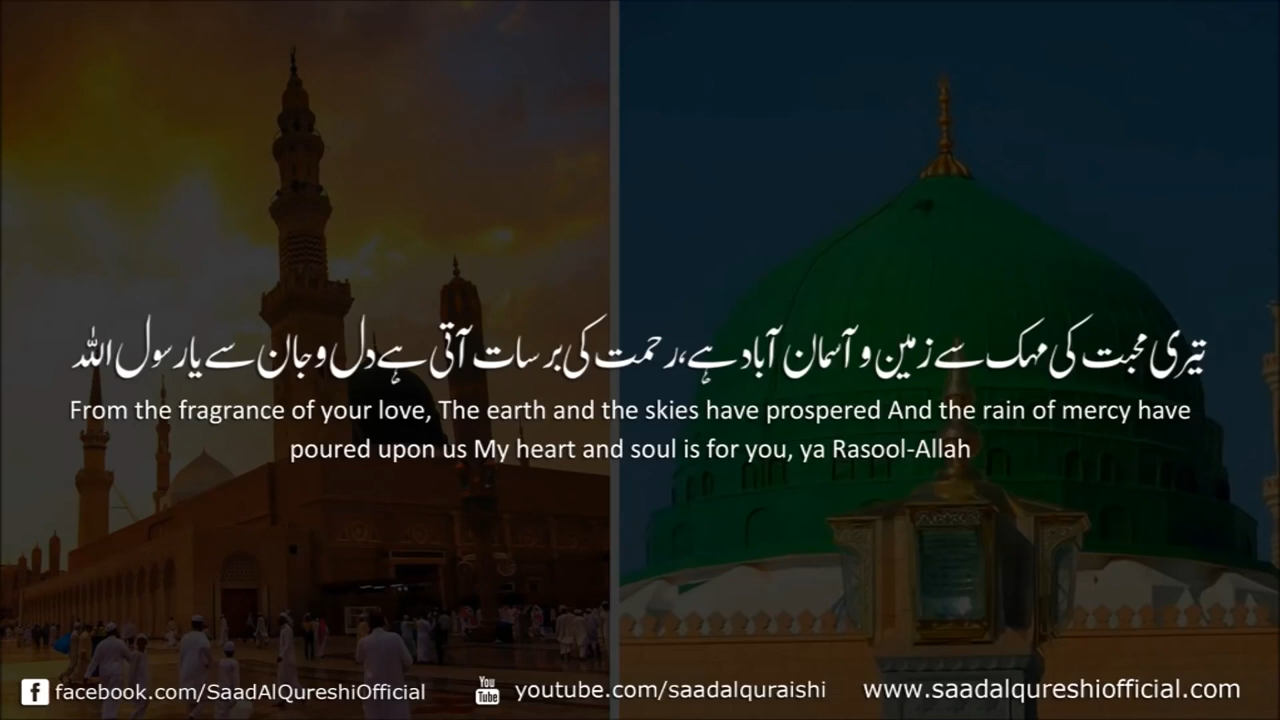 تیری محبت کی مہک سے زمین و آسمان آباد ہے،رحمت کی برسات آتی ہے دل و جان سے یا رسول اللہ
From the fragrance of your love, The earth and the skies have prospered And the rain of mercy have
poured upon us My heart and soul is for you, ya Rasool-Allah
facebook.com/SaadAlQureshiOfficial You Tube youtube.com/saadalquraishi www.saadalqureshiofficial.com